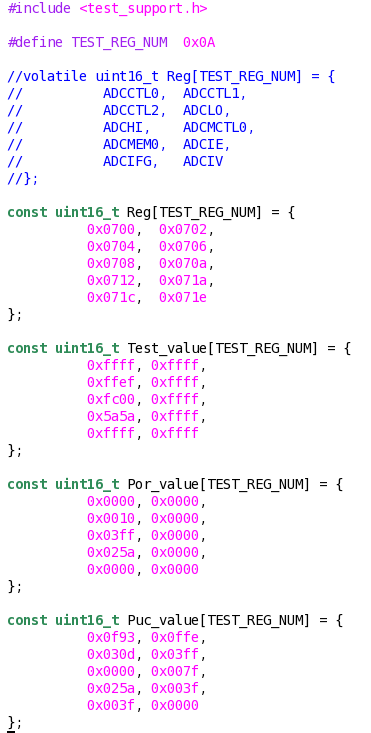 #include <test_support.h>
#define TEST_REG_NUM  0x0A
//volatile uint16_t Reg[TEST_REG_NUM] = {
//          ADCCTL0,  ADCCTL1,
//          ADCCTL2,  ADCLO,
//          ADCHI,    ADCMCTL0,
//          ADCMEM0,  ADCIE,
//          ADCIFG,   ADCIV
//};
const uint16_t Reg[TEST_REG_NUM] = {
          0x0700,  0x0702,
          0x0704,  0x0706,
          0x0708,  0x070a,
          0x0712,  0x071a,
          0x071c,  0x071e
};
const uint16_t Test_value[TEST_REG_NUM] = {
          0xffff, 0xffff,
          0xffef, 0xffff,
          0xfc00, 0xffff,
          0x5a5a, 0xffff,
          0xffff, 0xffff
};
const uint16_t Por_value[TEST_REG_NUM] = {
          0x0000, 0x0000,
          0x0010, 0x0000,
          0x03ff, 0x0000,
          0x025a, 0x0000,
          0x0000, 0x0000
};
const uint16_t Puc_value[TEST_REG_NUM] = {
          0x0f93, 0x0ffe,
          0x030d, 0x03ff,
          0x0000, 0x007f,
          0x025a, 0x003f,
          0x003f, 0x0000
};